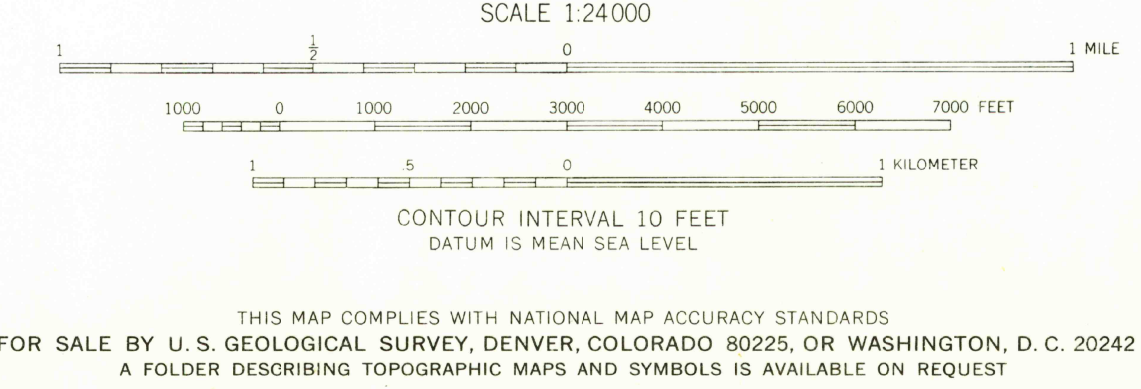 SCALE 1:24000
1 ½ 0 1 MILE
1000 0 1000 2000 3000 4000 5000 6000 7000 FEET
1 .5 0 1 KILOMETER
CONTOUR INTERVAL 10 FEET
DATUM IS MEAN SEA LEVEL
THIS MAP COMPLIES WITH NATIONAL MAP ACCURACY STANDARDS
FOR SALE BY U. S. GEOLOGICAL SURVEY, DENVER, COLORADO 80225, OR WASHINGTON, D. C. 20242
A FOLDER DESCRIBING TOPOGRAPHIC MAPS AND SYMBOLS IS AVAILABLE ON REQUEST